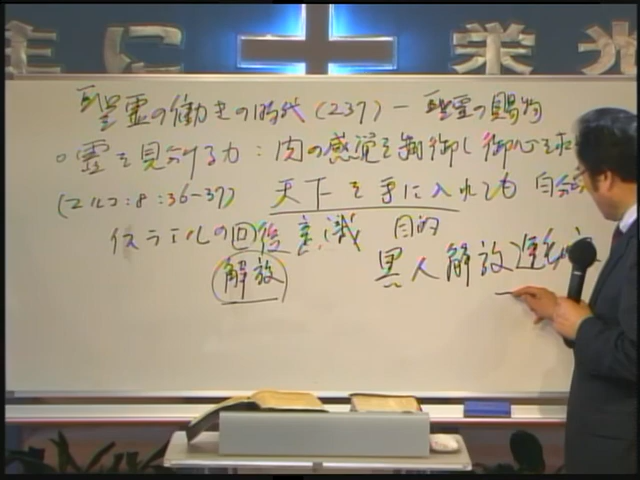 主に 栄光
聖霊の働きの時代(237)ー聖霊の賜物
○霊を見分ける力:肉の感覚を制御し御心を求
(マルコ:8:36-37) 天下を手に入れても 自分
イスラエルの回復意識 目的
解放 黒人解放運動